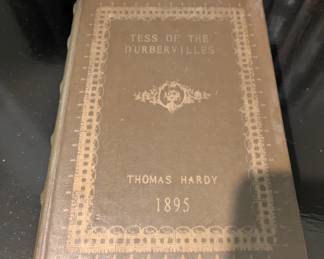 TESS OF THE
D'URBERVILLES
THOMAS HARDY
1895